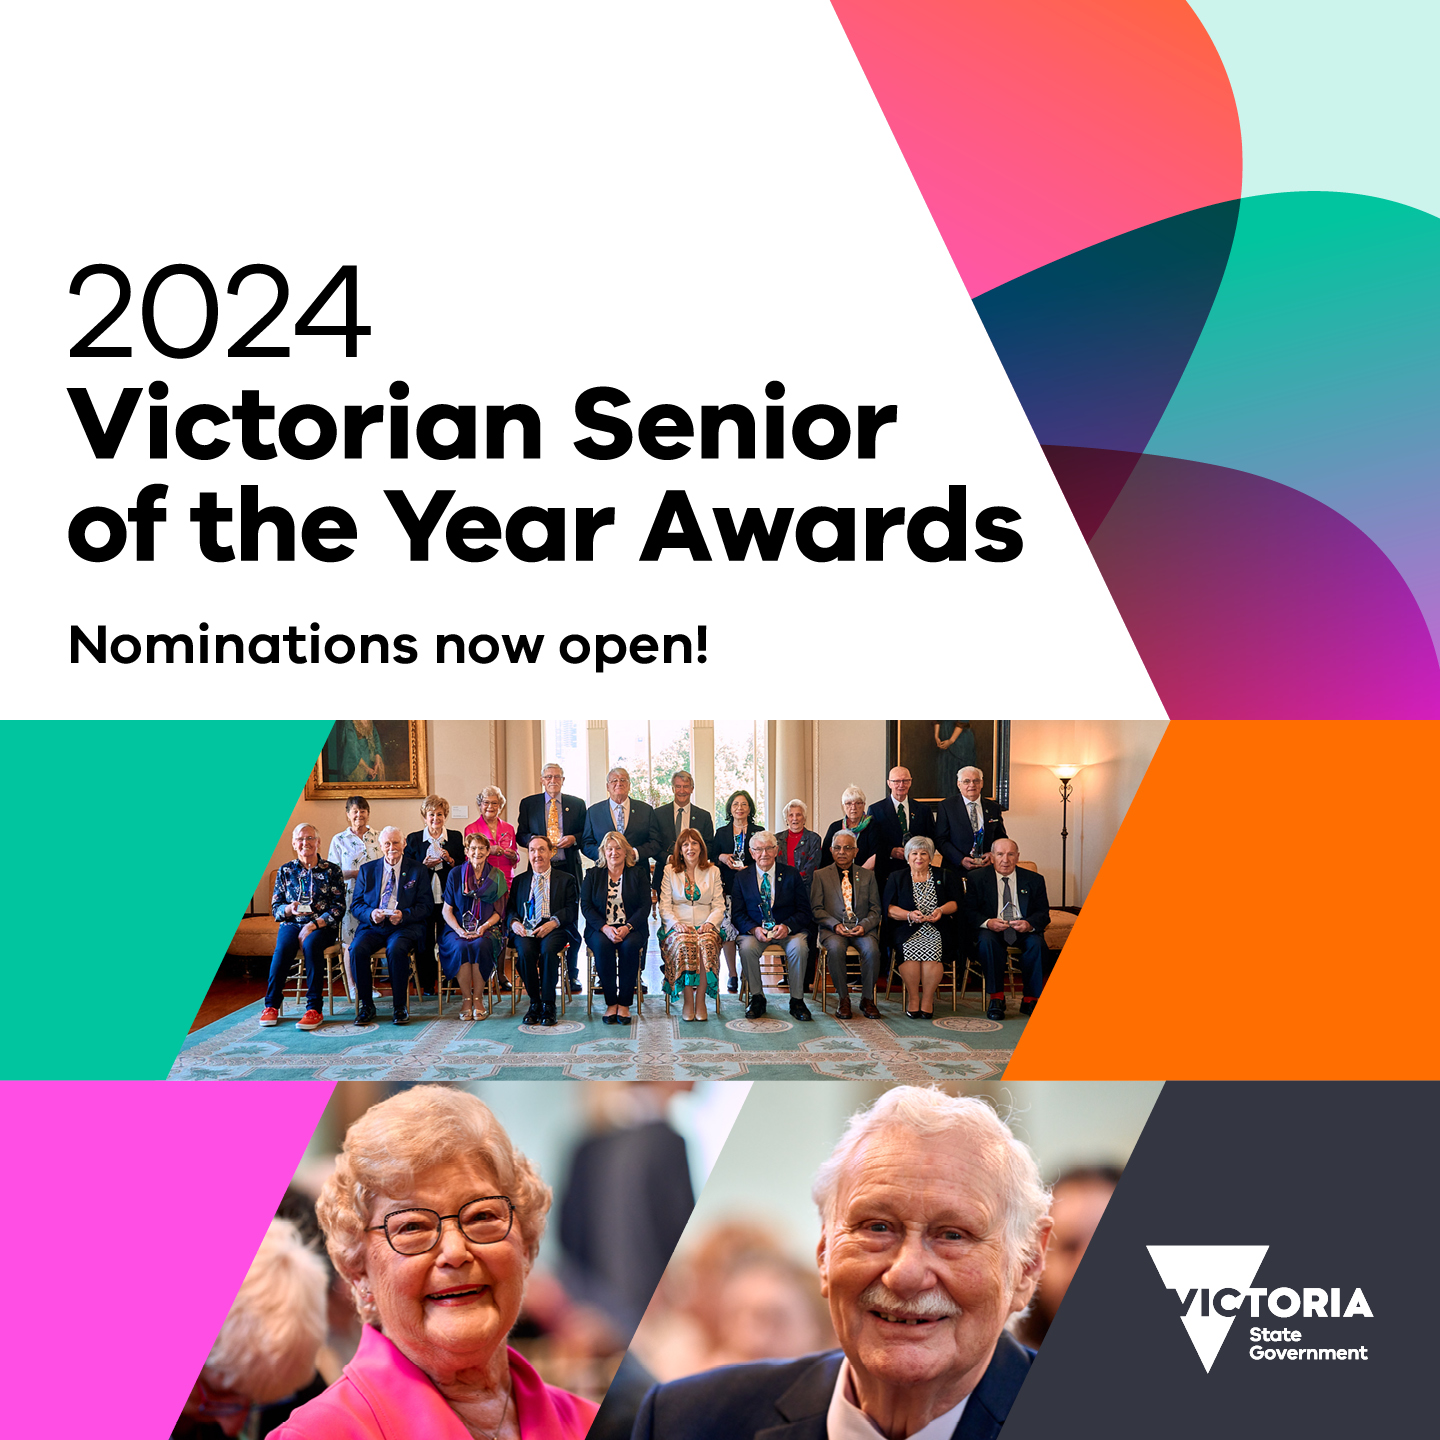 2024
Victorian Senior
of the Year Awards
Nominations now open!
VICTORIA
State
Government